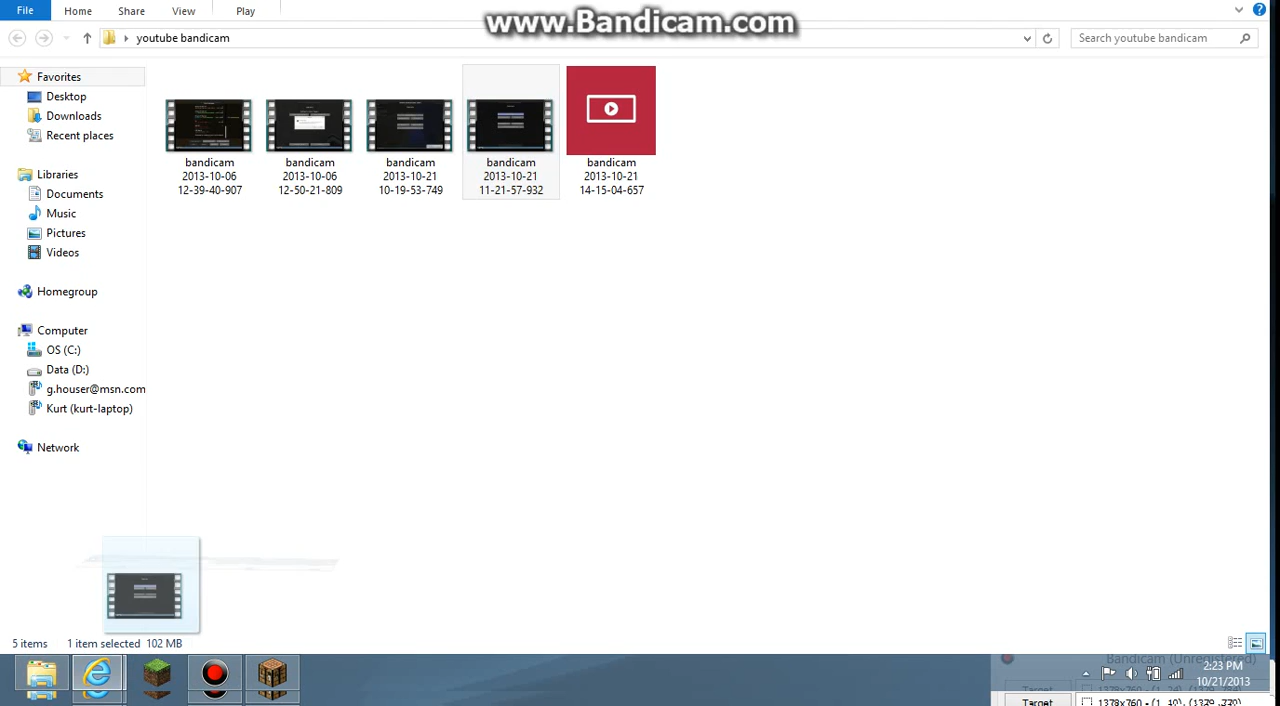 File
Home
Share
View
Play
www.Bandicam.com
youtube bandicam
Search youtube bandicam
Favorites
Desktop
Downloads
Recent places
Libraries
Documents
Music
Pictures
Videos
Homegroup
Computer
OS (C:)
Data (D:)
g.houser@msn.com
Kurt (kurt-laptop)
Network
bandicam
2013-10-06
12-39-40-907
bandicam
2013-10-06
12-50-21-809
bandicam
2013-10-21
10-19-53-749
bandicam
2013-10-21
11-21-57-932
bandicam
2013-10-21
14-15-04-657
5 items
1 item selected 102 MB
Bandicam (Unregistered)
2:23 PM
10/21/2013
Target